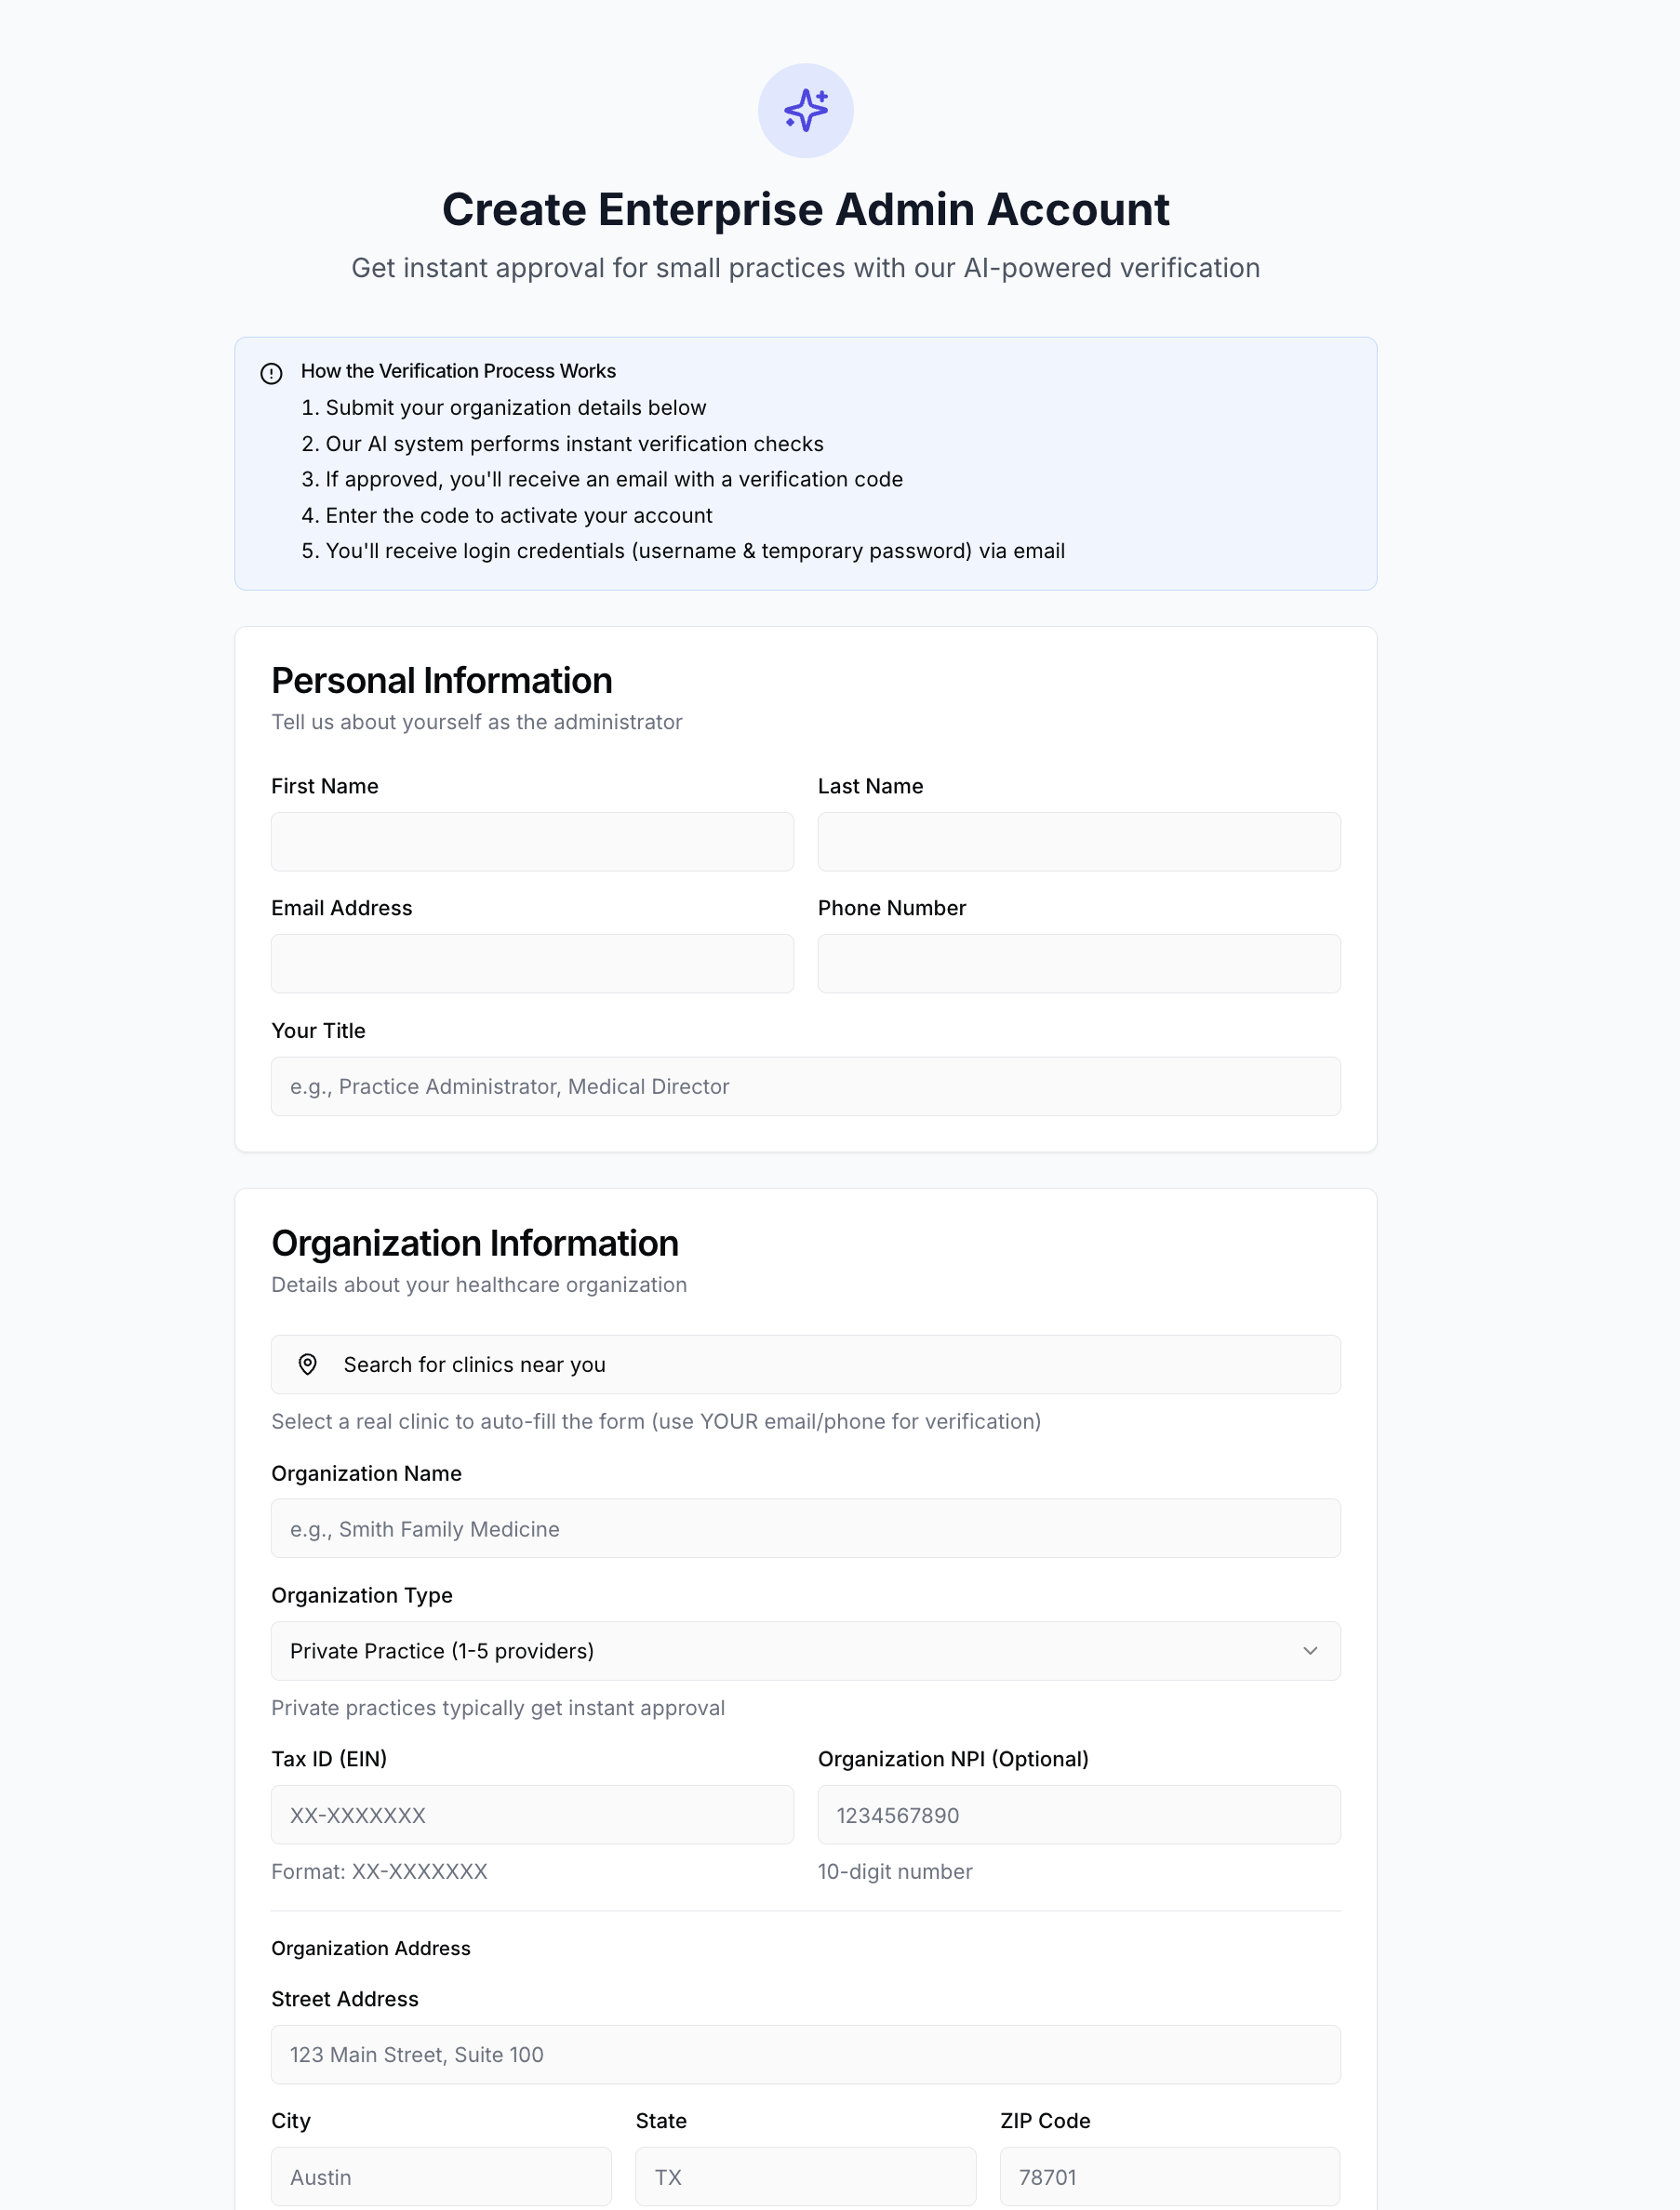 Create Enterprise Admin Account
Get instant approval for small practices with our AI-powered verification
How the Verification Process Works
1. Submit your organization details below
2. Our AI system performs instant verification checks
3. If approved, you'll receive an email with a verification code
4. Enter the code to activate your account
5. You'll receive login credentials (username & temporary password) via email
Personal Information
Tell us about yourself as the administrator
First Name
Last Name
Email Address
Phone Number
Your Title
e.g., Practice Administrator, Medical Director
Organization Information
Details about your healthcare organization
Search for clinics near you
Select a real clinic to auto-fill the form (use YOUR email/phone for verification)
Organization Name
e.g., Smith Family Medicine
Organization Type
Private Practice (1-5 providers)
Private practices typically get instant approval
Tax ID (EIN)
XX-XXXXXXX
Format: XX-XXXXXXX
Organization NPI (Optional)
1234567890
10-digit number
Organization Address
Street Address
123 Main Street, Suite 100
City
Austin
State
TX
ZIP Code
78701